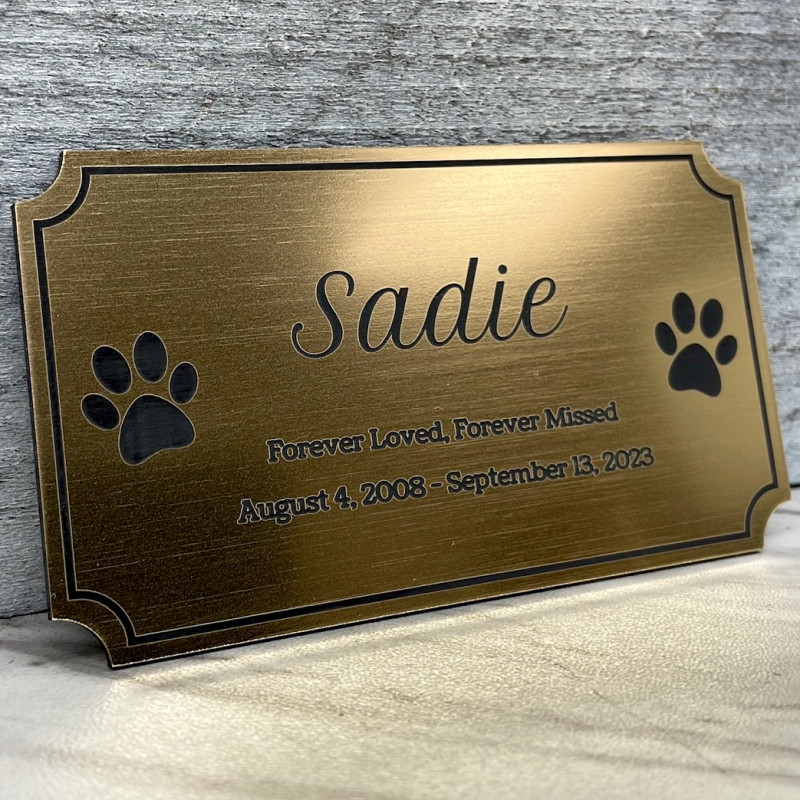 Sadie
Forever Loved, Forever Missed
August 4, 2008 - September 13, 2023